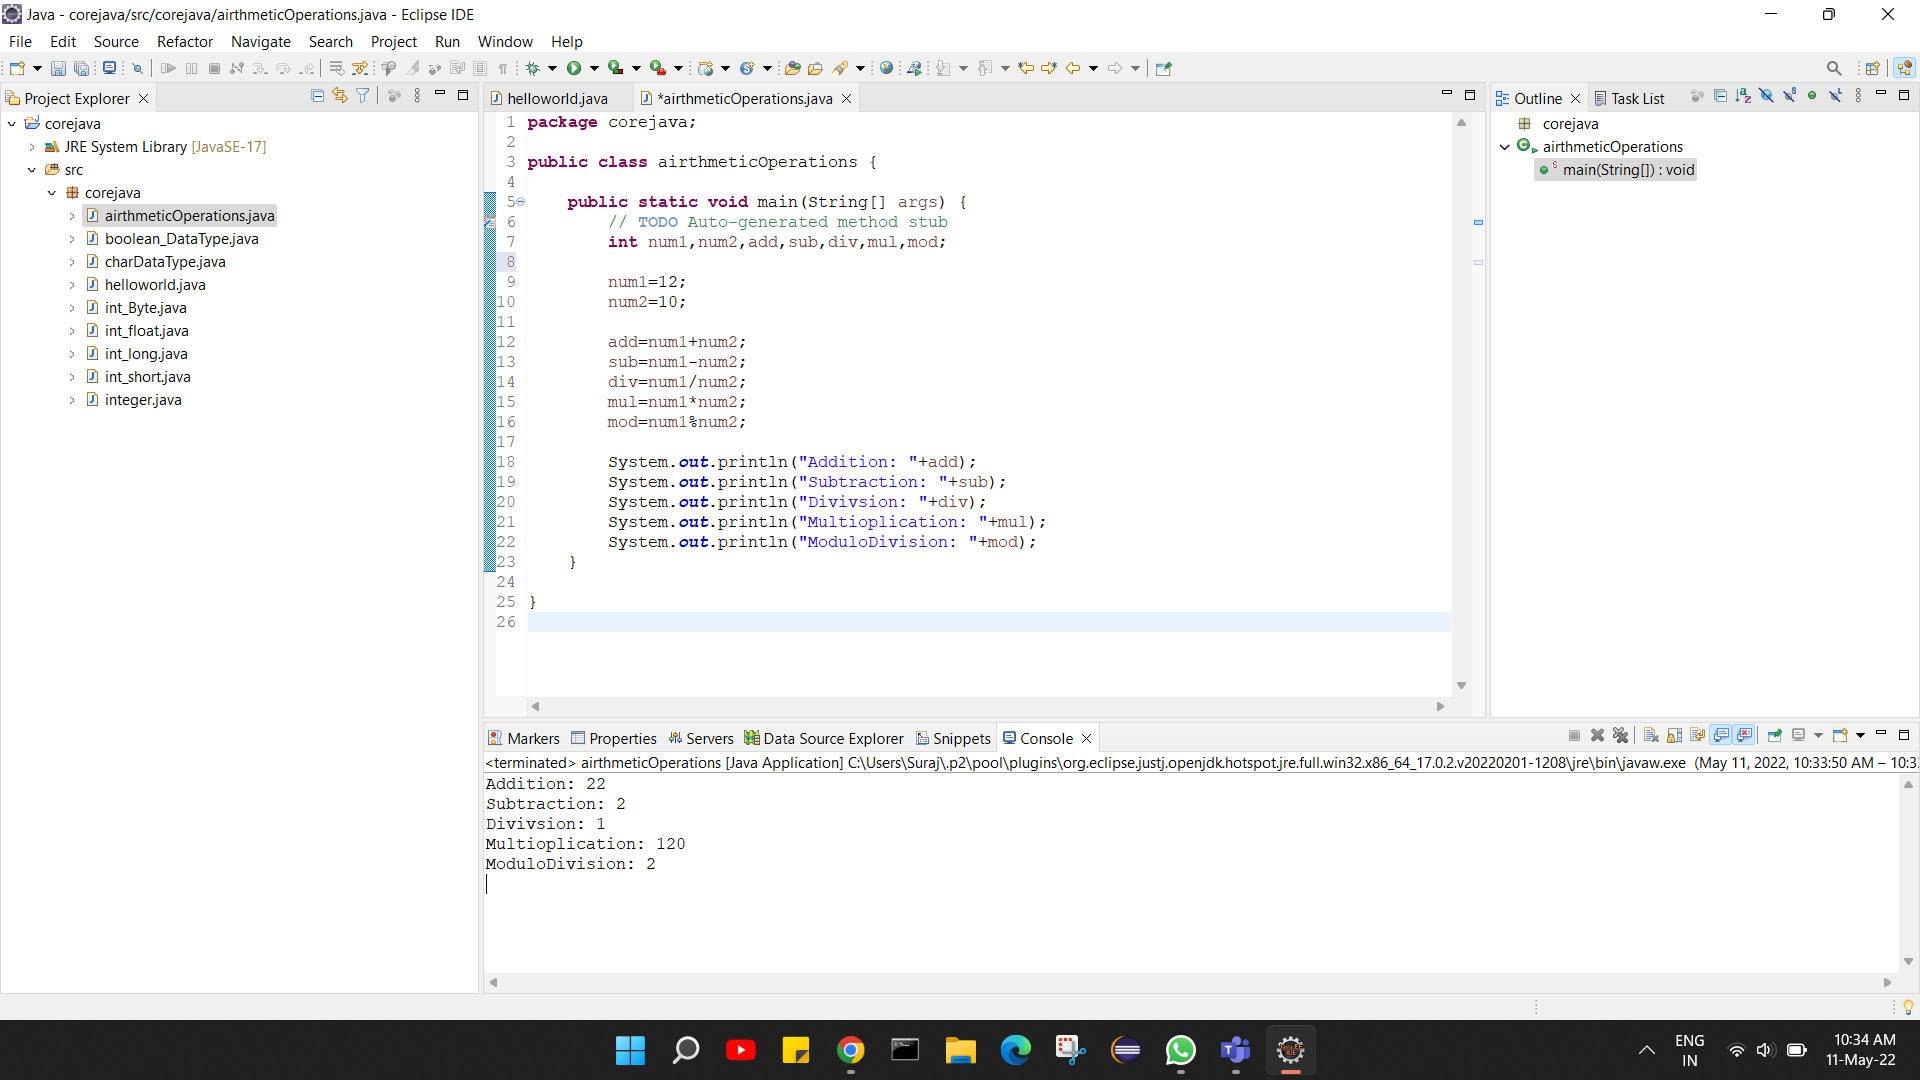 Java - corejava/src/corejava/airthmeticOperations.java - Eclipse IDE
File Edit Source Refactor Navigate Search Project Run Window Help
Project Explorer
corejava
JRE System Library [JavaSE-17]
src
corejava
airthmeticOperations.java
boolean_DataType.java
charDataType.java
helloworld.java
int_Byte.java
int_float.java
int_long.java
int_short.java
integer.java
helloworld.java *airthmeticOperations.java
1 package corejava;
2
3 public class airthmeticOperations {
4
5 public static void main(String[] args) {
6 // TODO Auto-generated method stub
7 int num1,num2,add,sub,div,mul,mod;
8
9 num1=12;
10 num2=10;
11
12 add=num1+num2;
13 sub=num1-num2;
14 div=num1/num2;
15 mul=num1*num2;
16 mod=num1%num2;
17
18 System.out.println("Addition: "+add);
19 System.out.println("Subtraction: "+sub);
20 System.out.println("Divivsion: "+div);
21 System.out.println("Multioplication: "+mul);
22 System.out.println("ModuloDivision: "+mod);
23 }
24
25 }
26
Outline Task List
corejava
airthmeticOperations
main(String[]) : void
Markers Properties Servers Data Source Explorer Snippets Console
<terminated> airthmeticOperations [Java Application] C:\Users\Suraj\.p2\pool\plugins\org.eclipse.justj.openjdk.hotspot.jre.full.win32.x86_64_17.0.2.v20220201-1208\jre\bin\javaw.exe (May 11, 2022, 10:33:50 AM – 10:3
Addition: 22
Subtraction: 2
Divivsion: 1
Multioplication: 120
ModuloDivision: 2
ENG
IN
10:34 AM
11-May-22